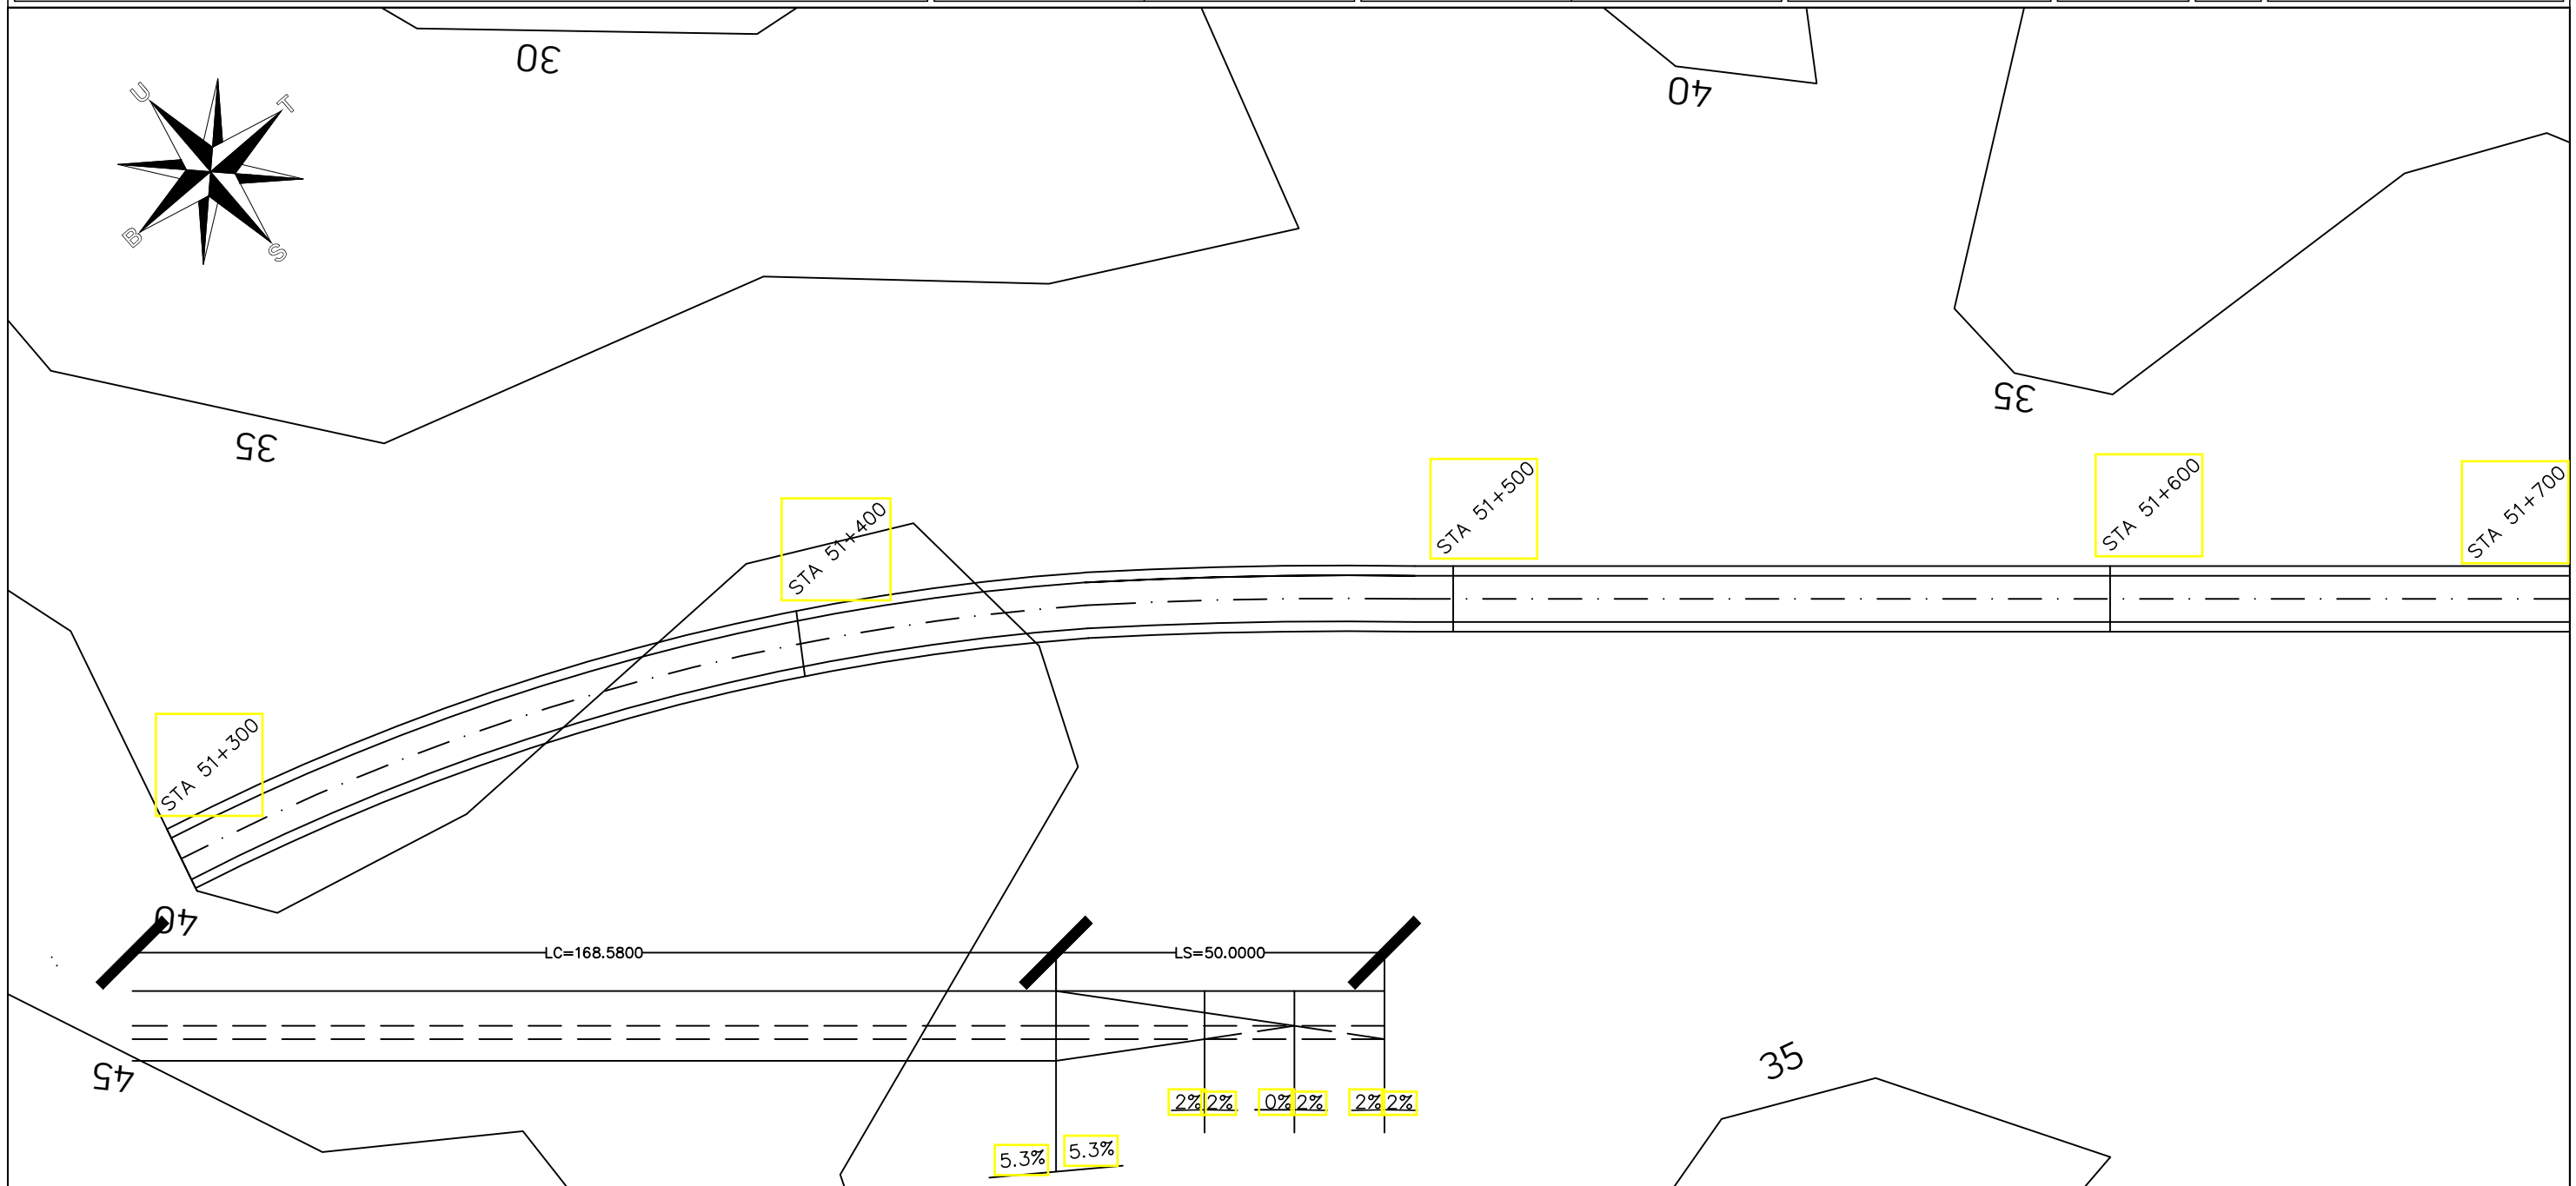 30
40
U
T
B
S
35
35
STA 51+500
STA 51+600
STA 51+700
STA 51+400
STA 51+300
40
LC=168.5800
LS=50.0000
45
35
2% 2%
0% 2%
2% 2%
5.3% 5.3%